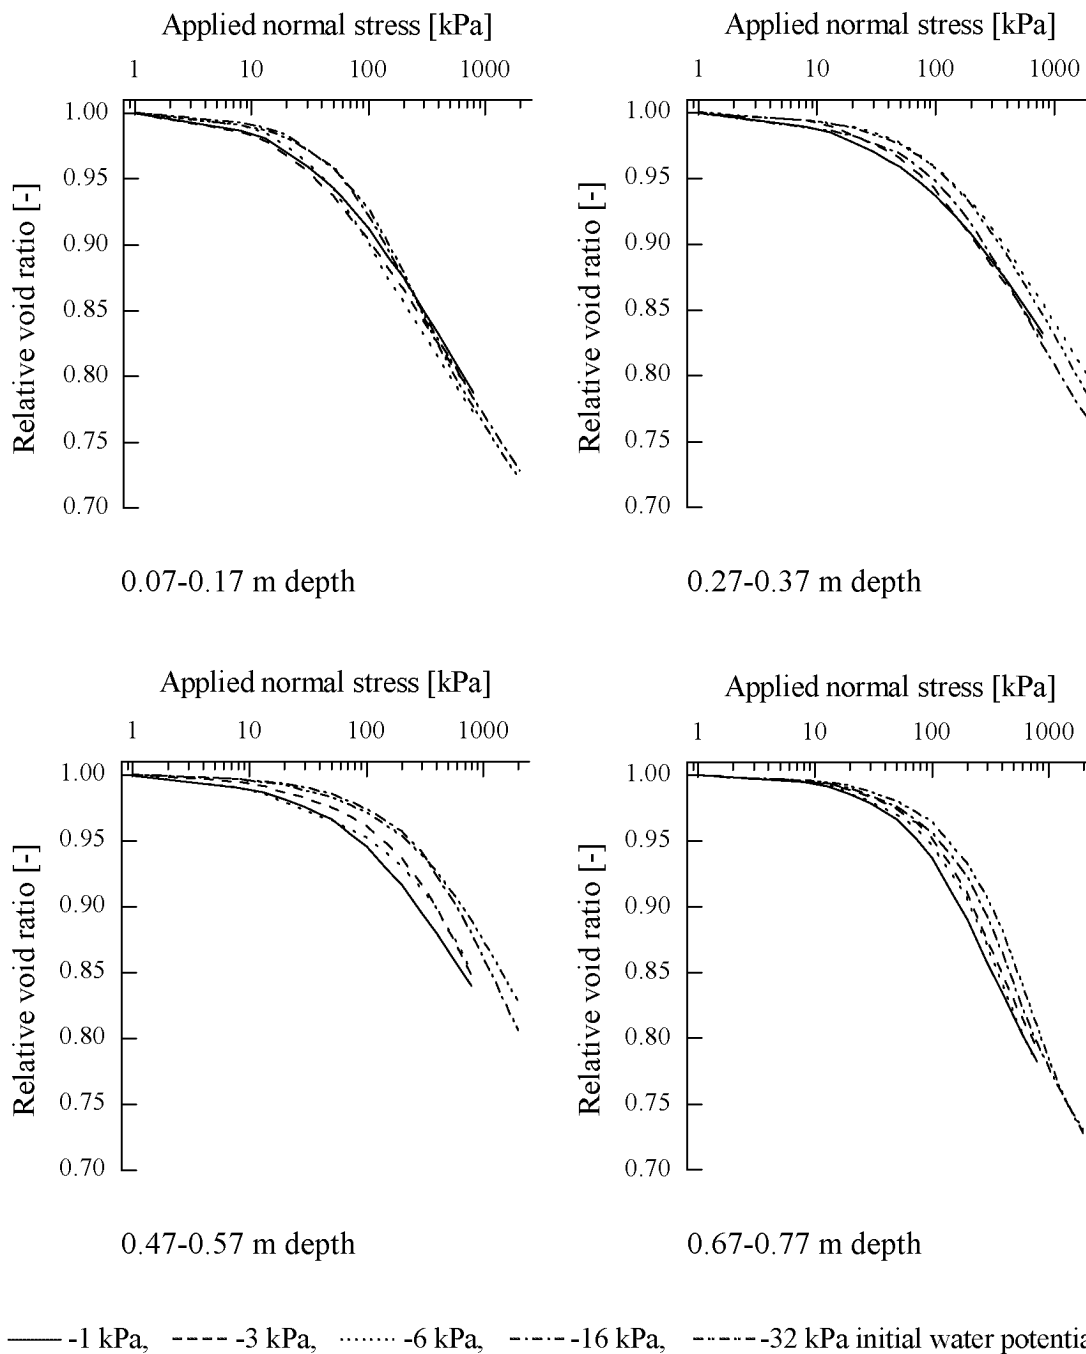 Applied normal stress [kPa]
1 10 100 1000
1.00
0.95
0.90
0.85
0.80
0.75
0.70
Relative void ratio [-]
0.07-0.17 m depth
Applied normal stress [kPa]
1 10 100 1000
1.00
0.95
0.90
0.85
0.80
0.75
0.70
Relative void ratio [-]
0.27-0.37 m depth
Applied normal stress [kPa]
1 10 100 1000
1.00
0.95
0.90
0.85
0.80
0.75
0.70
Relative void ratio [-]
0.47-0.57 m depth
Applied normal stress [kPa]
1 10 100 1000
1.00
0.95
0.90
0.85
0.80
0.75
0.70
Relative void ratio [-]
0.67-0.77 m depth
-1 kPa, -3 kPa, -6 kPa, -16 kPa, -32 kPa initial water potentia